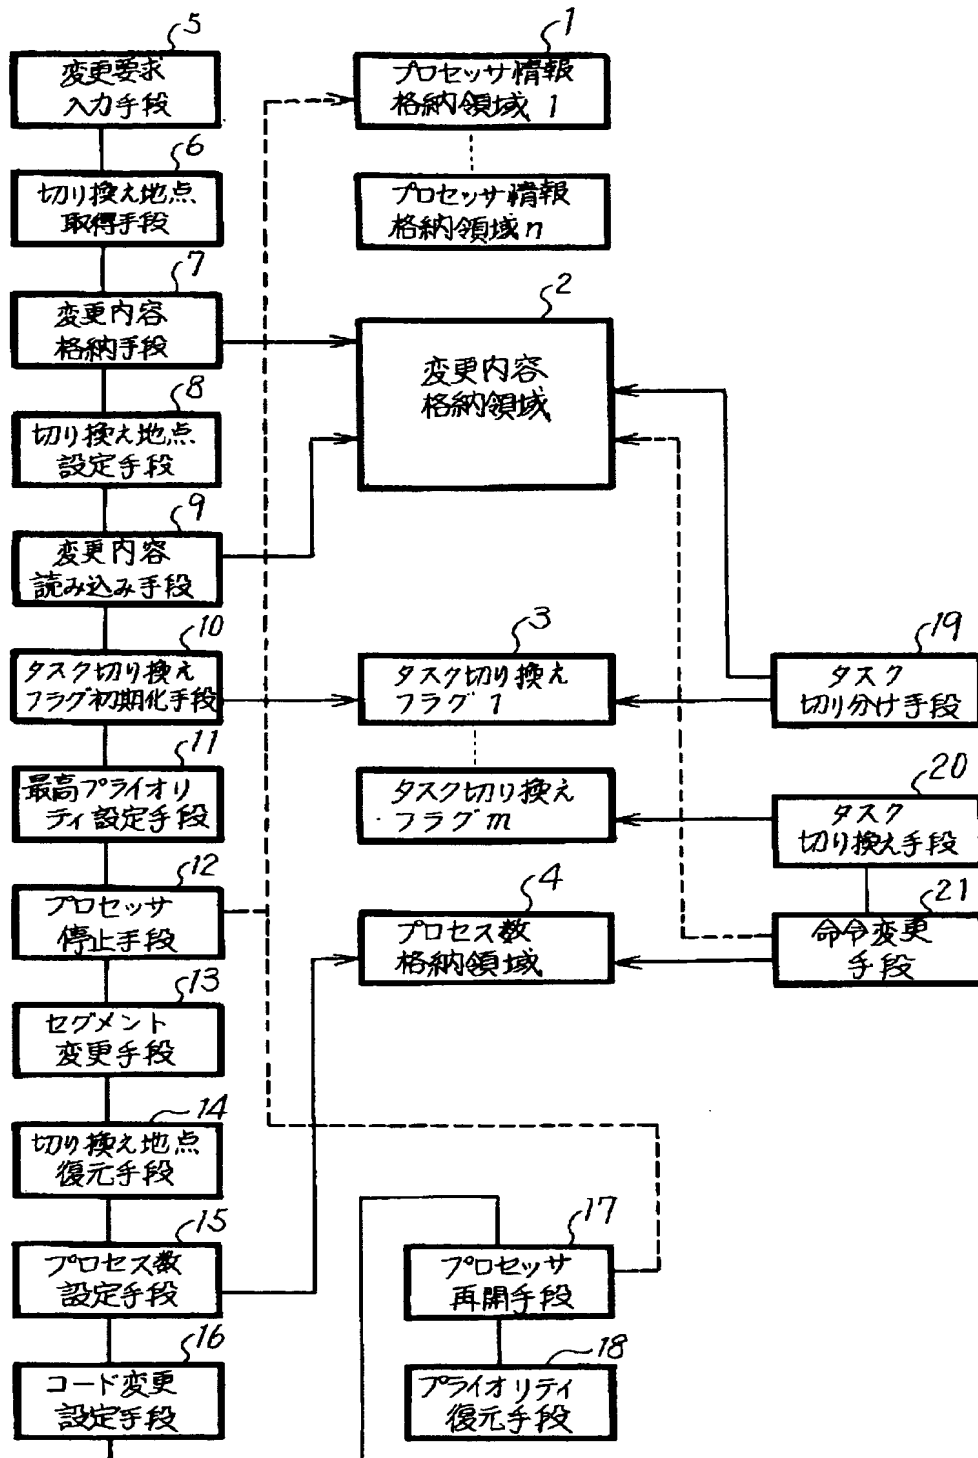 5
変更要求
入力手段
6
切り換え地点
取得手段
7
変更内容
格納手段
8
切り換え地点
設定手段
9
変更内容
読み込み手段
10
タスク切り換え
フラグ初期化手段
11
最高プライオリ
ティ設定手段
12
プロセッサ
停止手段
13
セグメント
変更手段
14
切り換え地点
復元手段
15
プロセス数
設定手段
16
コード変更
設定手段
1
プロセッサ情報
格納領域 1
プロセッサ情報
格納領域 n
2
変更内容
格納領域
3
タスク切り換え
フラグ 1
タスク切り換え
フラグ m
4
プロセス数
格納領域
17
プロセッサ
再開手段
18
プライオリティ
復元手段
19
タスク
切り分け手段
20
タスク
切り換え手段
21
命令変更
手段